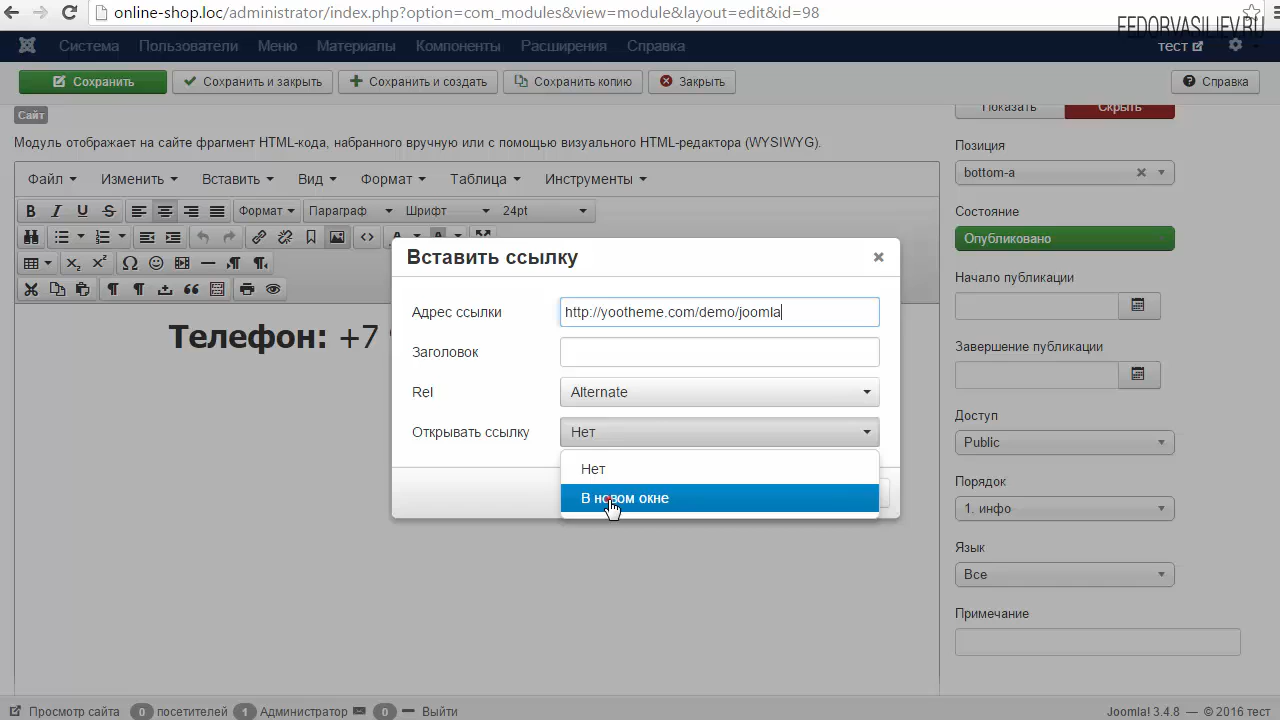 online-shop.loc/administrator/index.php?option=com_modules&view=module&layout=edit&id=98
FEDORVASILIEV.RU
Система Пользователи Меню Материалы Компоненты Расширения Справка тест
Сохранить Сохранить и закрыть Сохранить и создать Сохранить копию Закрыть Справка
Сайт
Показать Скрыть
Модуль отображает на сайте фрагмент HTML-кода, набранного вручную или с помощью визуального HTML-редактора (WYSIWYG).
Файл Изменить Вставить Вид Формат Таблица Инструменты
Формат Параграф Шрифт 24pt
Телефон: +7
Вставить ссылку
Адрес ссылки http://yootheme.com/demo/joomla
Заголовок
Rel Alternate
Открывать ссылку Нет
Нет
В новом окне
Позиция
bottom-a
Состояние
Опубликовано
Начало публикации
Завершение публикации
Доступ
Public
Порядок
1. инфо
Язык
Все
Примечание
Просмотр сайта 0 посетителей 1 Администратор 0 Выйти
Joomla! 3.4.8 — © 2016 тест